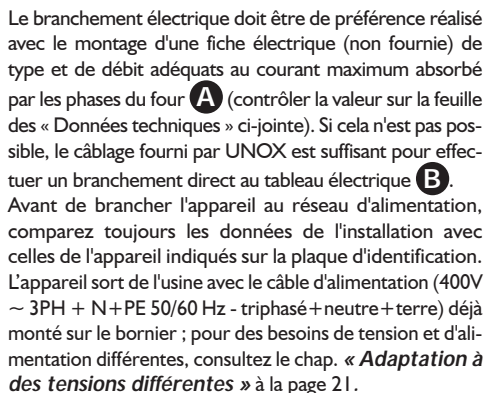 Le branchement électrique doit être de préférence réalisé
avec le montage d'une fiche électrique (non fournie) de
type et de débit adéquats au courant maximum absorbé
par les phases du four A (contrôler la valeur sur la feuille
des « Données techniques » ci-jointe). Si cela n'est pas pos-
sible, le câblage fourni par UNOX est suffisant pour effec-
tuer un branchement direct au tableau électrique B.
Avant de brancher l'appareil au réseau d'alimentation,
comparez toujours les données de l'installation avec
celles de l'appareil indiqués sur la plaque d'identification.
L'appareil sort de l'usine avec le câble d'alimentation (400V
~ 3PH + N+PE 50/60 Hz - triphasé+neutre+terre) déjà
monté sur le bornier ; pour des besoins de tension et d'ali-
mentation différentes, consultez le chap. « Adaptation à
des tensions différentes » à la page 21.